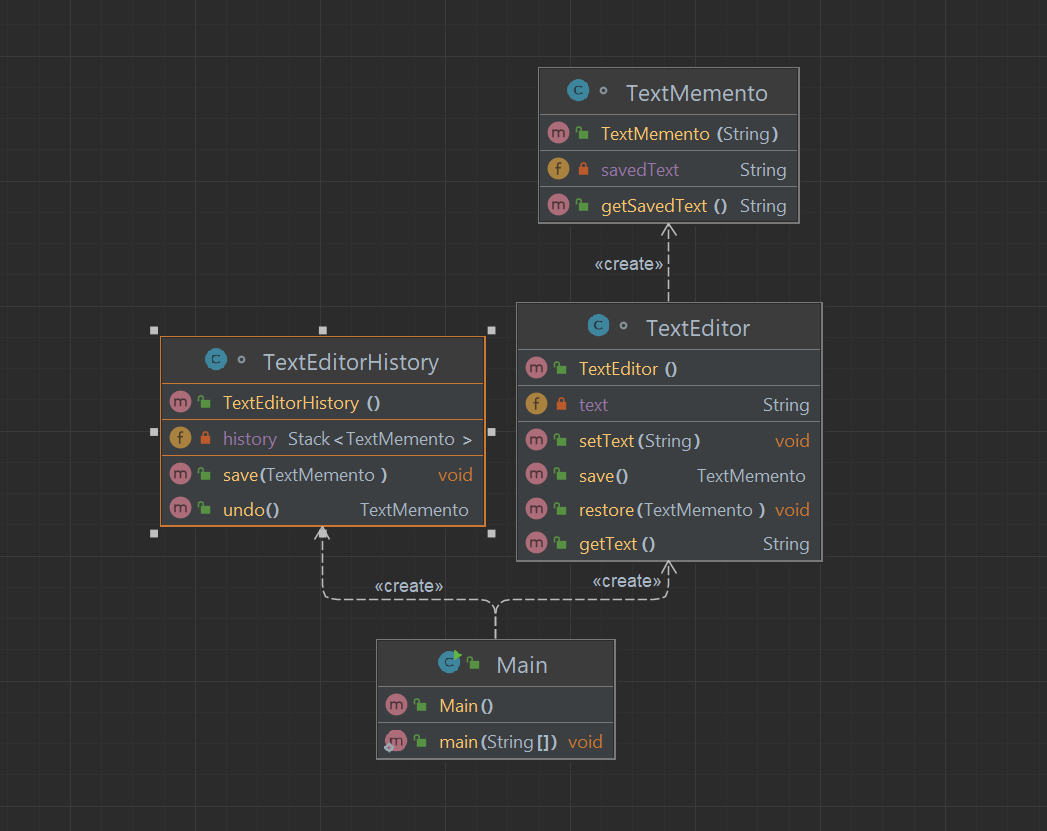 TextMemento
TextMemento (String)
savedText String
getSavedText () String
«create»
TextEditor
TextEditor ()
text String
setText (String) void
save() TextMemento
restore (TextMemento ) void
getText () String
TextEditorHistory
TextEditorHistory ()
history Stack<TextMemento >
save(TextMemento ) void
undo() TextMemento
«create»
«create»
Main
Main ()
main (String []) void